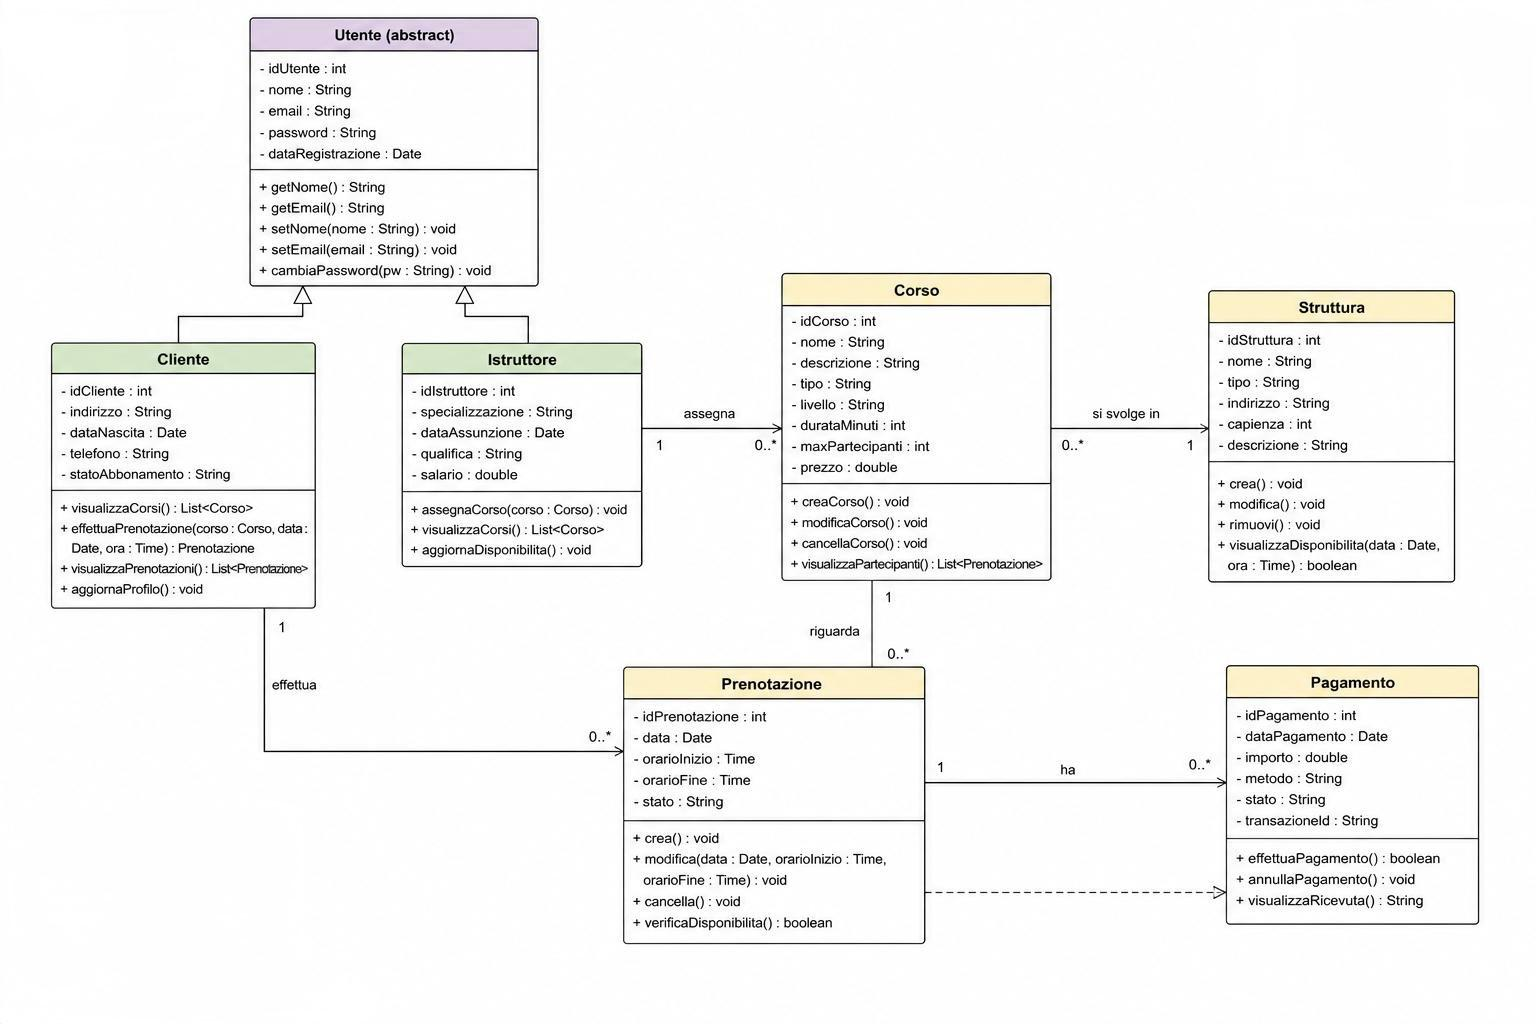 Utente (abstract)
- idUtente : int
- nome : String
- email : String
- password : String
- dataRegistrazione : Date
+ getNome() : String
+ getEmail() : String
+ setNome(nome : String) : void
+ setEmail(email : String) : void
+ cambiaPassword(pw : String) : void
Cliente
- idCliente : int
- indirizzo : String
- dataNascita : Date
- telefono : String
- statoAbbonamento : String
+ visualizzaCorsi() : List<Corso>
+ effettuaPrenotazione(corso : Corso, data :
Date, ora : Time) : Prenotazione
+ visualizzaPrenotazioni() : List<Prenotazione>
+ aggiornaProfilo() : void
Istruttore
- idIstruttore : int
- specializzazione : String
- dataAssunzione : Date
- qualifica : String
- salario : double
+ assegnaCorso(corso : Corso) : void
+ visualizzaCorsi() : List<Corso>
+ aggiornaDisponibilita() : void
assegna
1
0..*
Corso
- idCorso : int
- nome : String
- descrizione : String
- tipo : String
- livello : String
- durataMinuti : int
- maxPartecipanti : int
- prezzo : double
+ creaCorso() : void
+ modificaCorso() : void
+ cancellaCorso() : void
+ visualizzaPartecipanti() : List<Prenotazione>
si svolge in
0..*
1
Struttura
- idStruttura : int
- nome : String
- tipo : String
- indirizzo : String
- capienza : int
- descrizione : String
+ crea() : void
+ modifica() : void
+ rimuovi() : void
+ visualizzaDisponibilita(data : Date,
ora : Time) : boolean
1
riguarda
0..*
1
effettua
0..*
Prenotazione
- idPrenotazione : int
- data : Date
- orarioInizio : Time
- orarioFine : Time
- stato : String
+ crea() : void
+ modifica(data : Date, orarioInizio : Time,
orarioFine : Time) : void
+ cancella() : void
+ verificaDisponibilita() : boolean
1
ha
0..*
Pagamento
- idPagamento : int
- dataPagamento : Date
- importo : double
- metodo : String
- stato : String
- transazioneId : String
+ effettuaPagamento() : boolean
+ annullaPagamento() : void
+ visualizzaRicevuta() : String